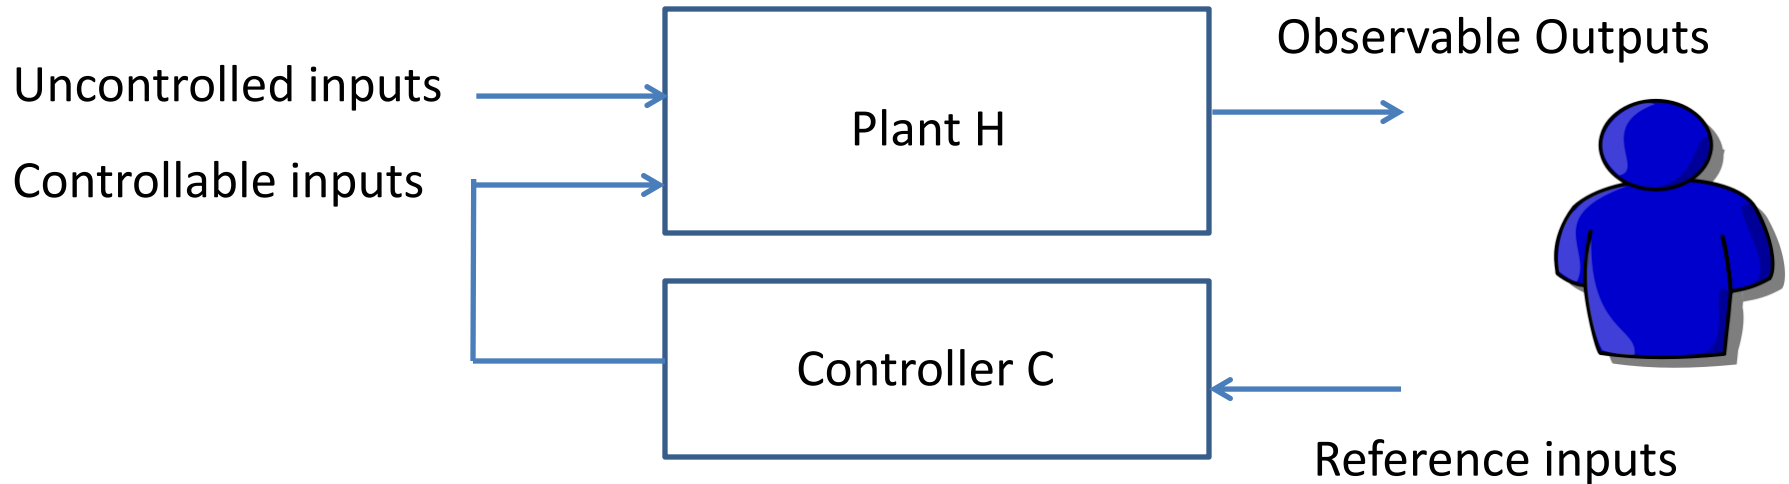 Observable Outputs
Uncontrolled inputs
Plant H
Controllable inputs
Controller C
Reference inputs